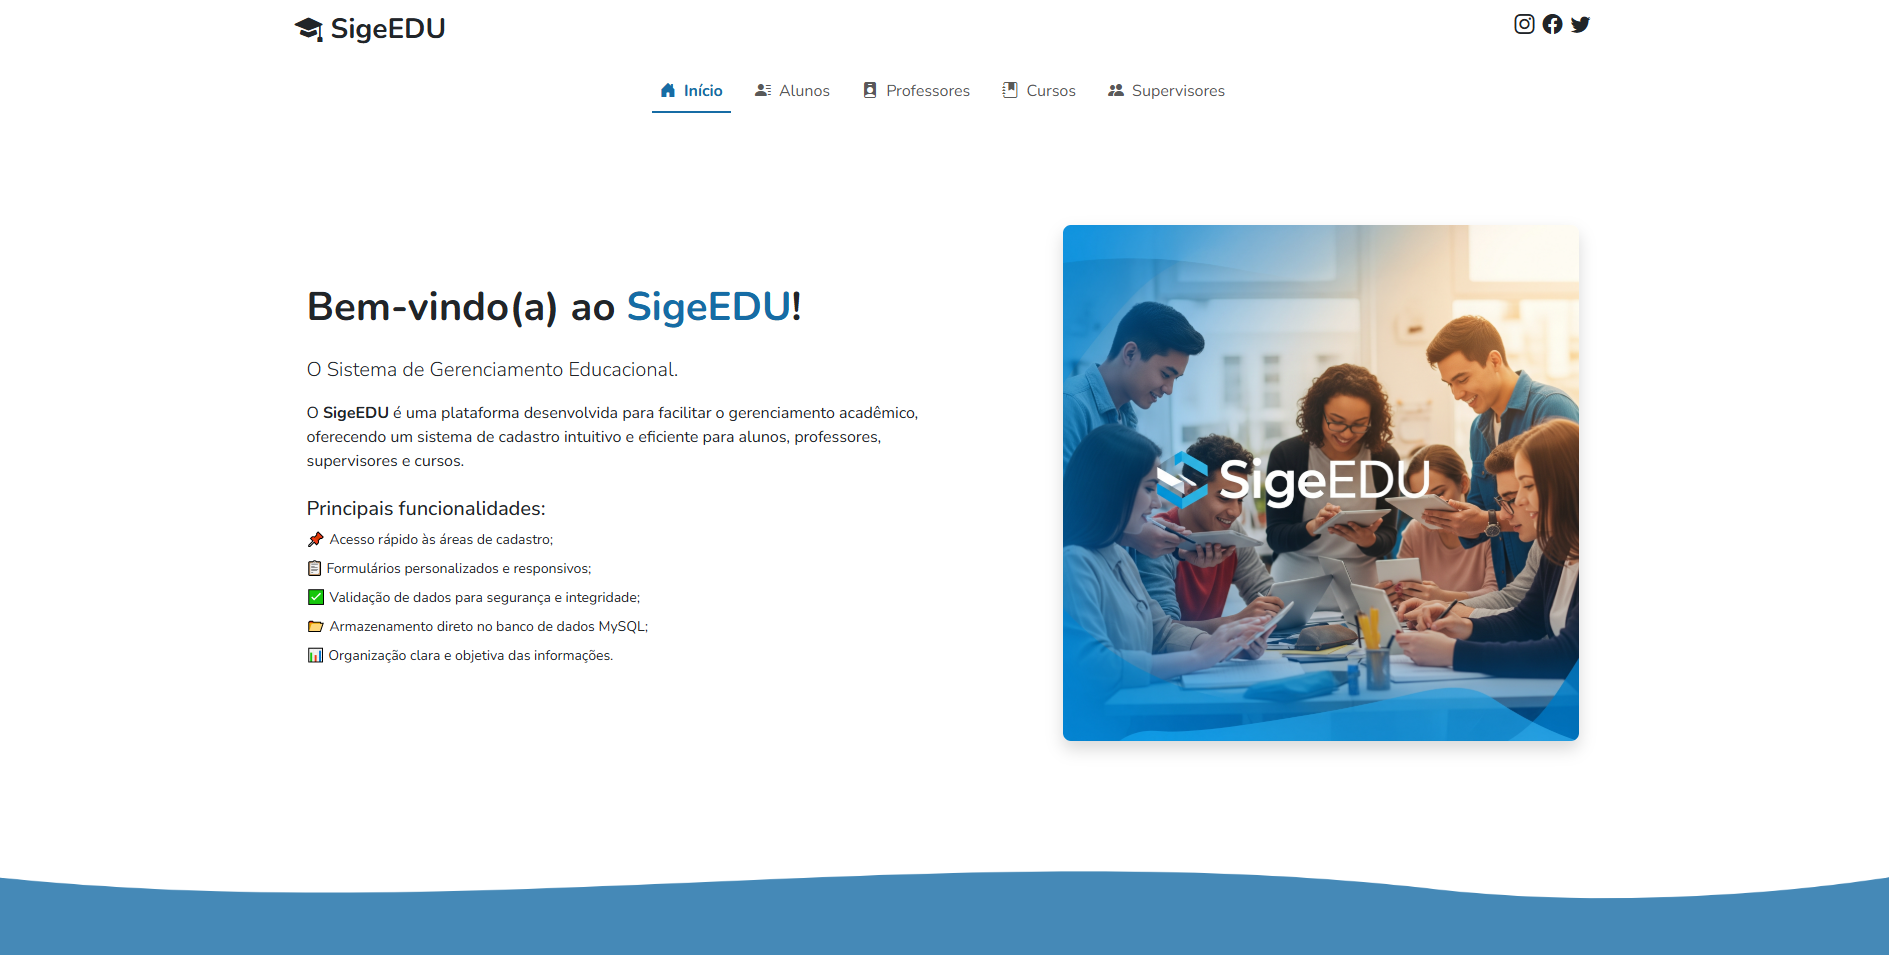 SigeEDU
Início
Alunos
Professores
Cursos
Supervisores
Bem-vindo(a) ao SigeEDU!
O Sistema de Gerenciamento Educacional.
O SigeEDU é uma plataforma desenvolvida para facilitar o gerenciamento acadêmico,
oferecendo um sistema de cadastro intuitivo e eficiente para alunos, professores,
supervisores e cursos.
Principais funcionalidades:
📌 Acesso rápido às áreas de cadastro;
📋 Formulários personalizados e responsivos;
✅ Validação de dados para segurança e integridade;
📂 Armazenamento direto no banco de dados MySQL;
📊 Organização clara e objetiva das informações.
SigeEDU